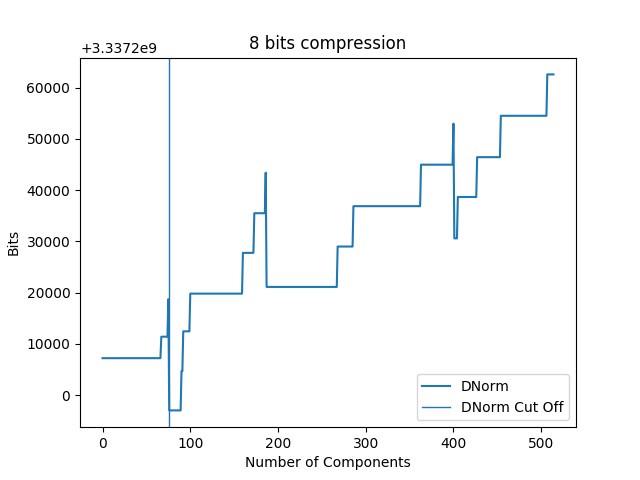 8 bits compression
+3.3372e9
60000
50000
40000
30000
20000
10000
0
Bits
0 100 200 300 400 500
Number of Components
DNorm
DNorm Cut Off